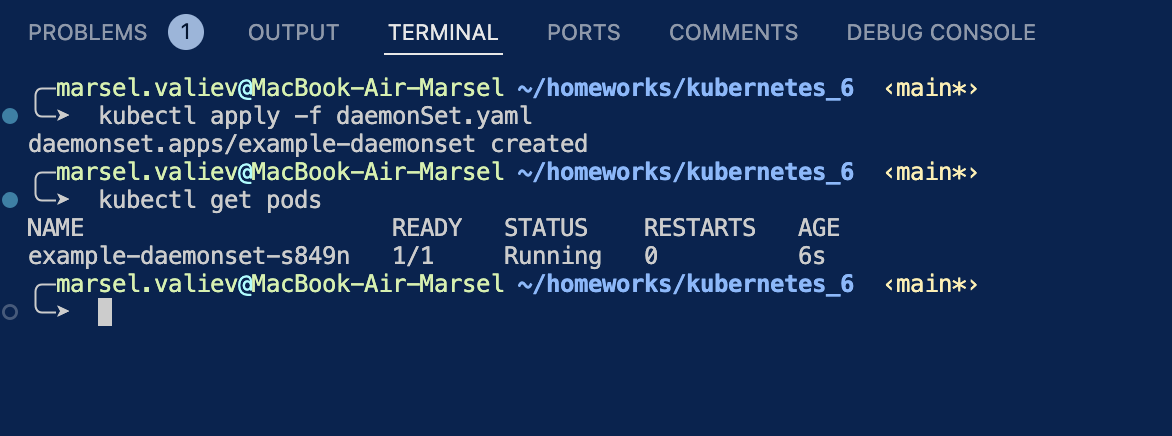 PROBLEMS 1 OUTPUT TERMINAL PORTS COMMENTS DEBUG CONSOLE
╭─marsel.valiev@MacBook-Air-Marsel ~/homeworks/kubernetes_6 ‹main*›
╰─➤ kubectl apply -f daemonSet.yaml
daemonset.apps/example-daemonset created
╭─marsel.valiev@MacBook-Air-Marsel ~/homeworks/kubernetes_6 ‹main*›
╰─➤ kubectl get pods
NAME READY STATUS RESTARTS AGE
example-daemonset-s849n 1/1 Running 0 6s
╭─marsel.valiev@MacBook-Air-Marsel ~/homeworks/kubernetes_6 ‹main*›
╰─➤